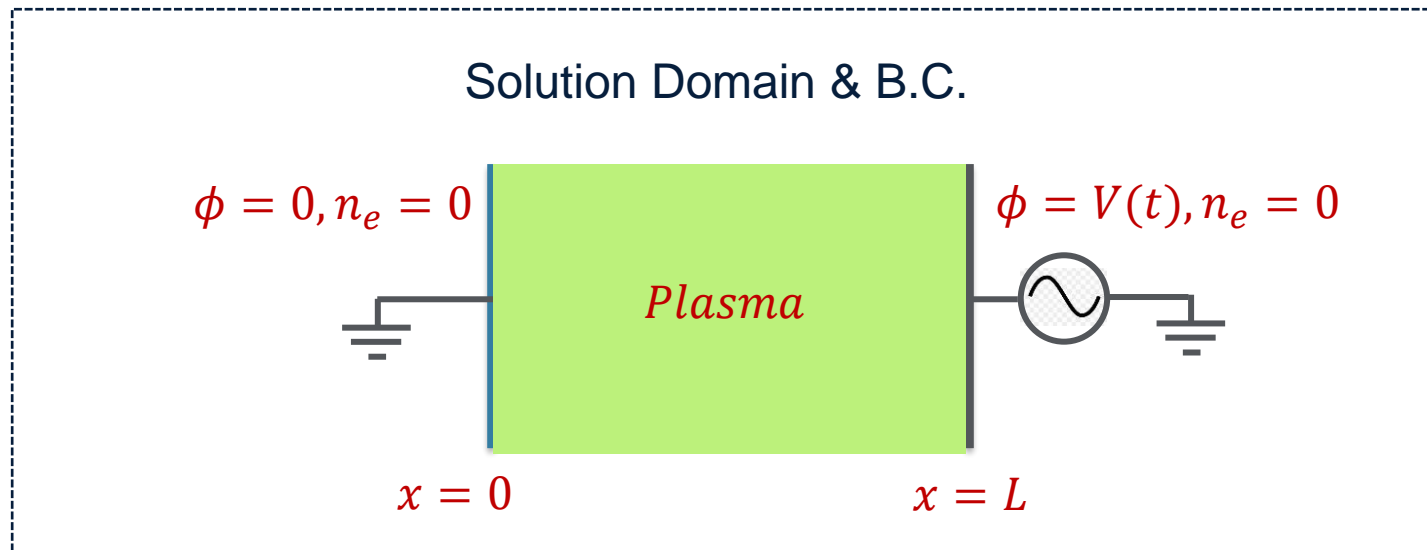 Solution Domain & B.C.
ϕ = 0, nₑ = 0
ϕ = V(t), nₑ = 0
Plasma
x = 0
x = L